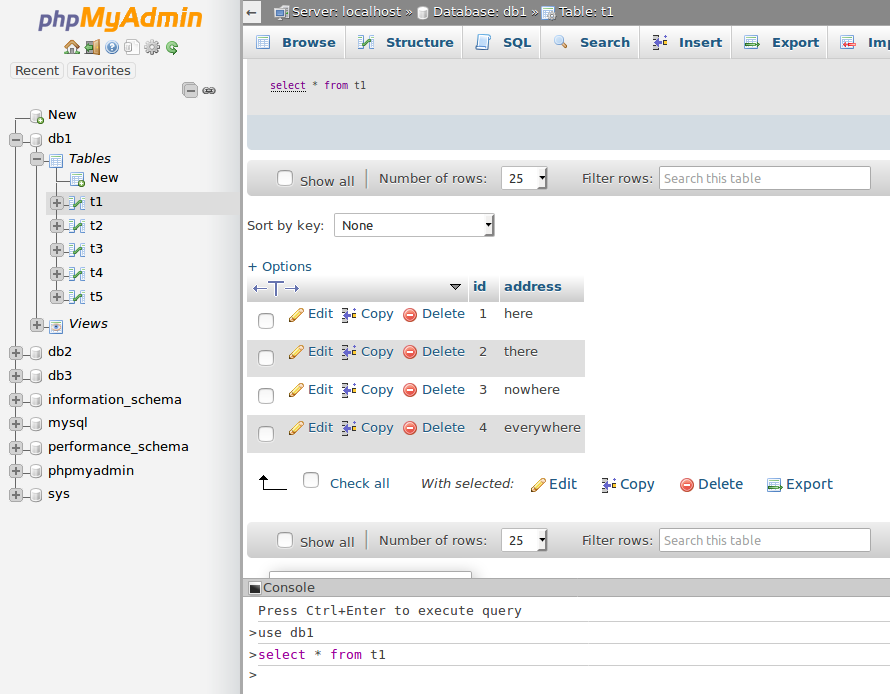 phpMyAdmin
Recent Favorites
New
db1
Tables
New
t1
t2
t3
t4
t5
Views
db2
db3
information_schema
mysql
performance_schema
phpmyadmin
sys
← Server: localhost » Database: db1 » Table: t1
Browse Structure SQL Search Insert Export Imp
select * from t1
Show all Number of rows: 25 Filter rows: Search this table
Sort by key: None
+ Options
←T→ id address
Edit Copy Delete 1 here
Edit Copy Delete 2 there
Edit Copy Delete 3 nowhere
Edit Copy Delete 4 everywhere
Check all With selected: Edit Copy Delete Export
Show all Number of rows: 25 Filter rows: Search this table
Console
Press Ctrl+Enter to execute query
>use db1
>select * from t1
>